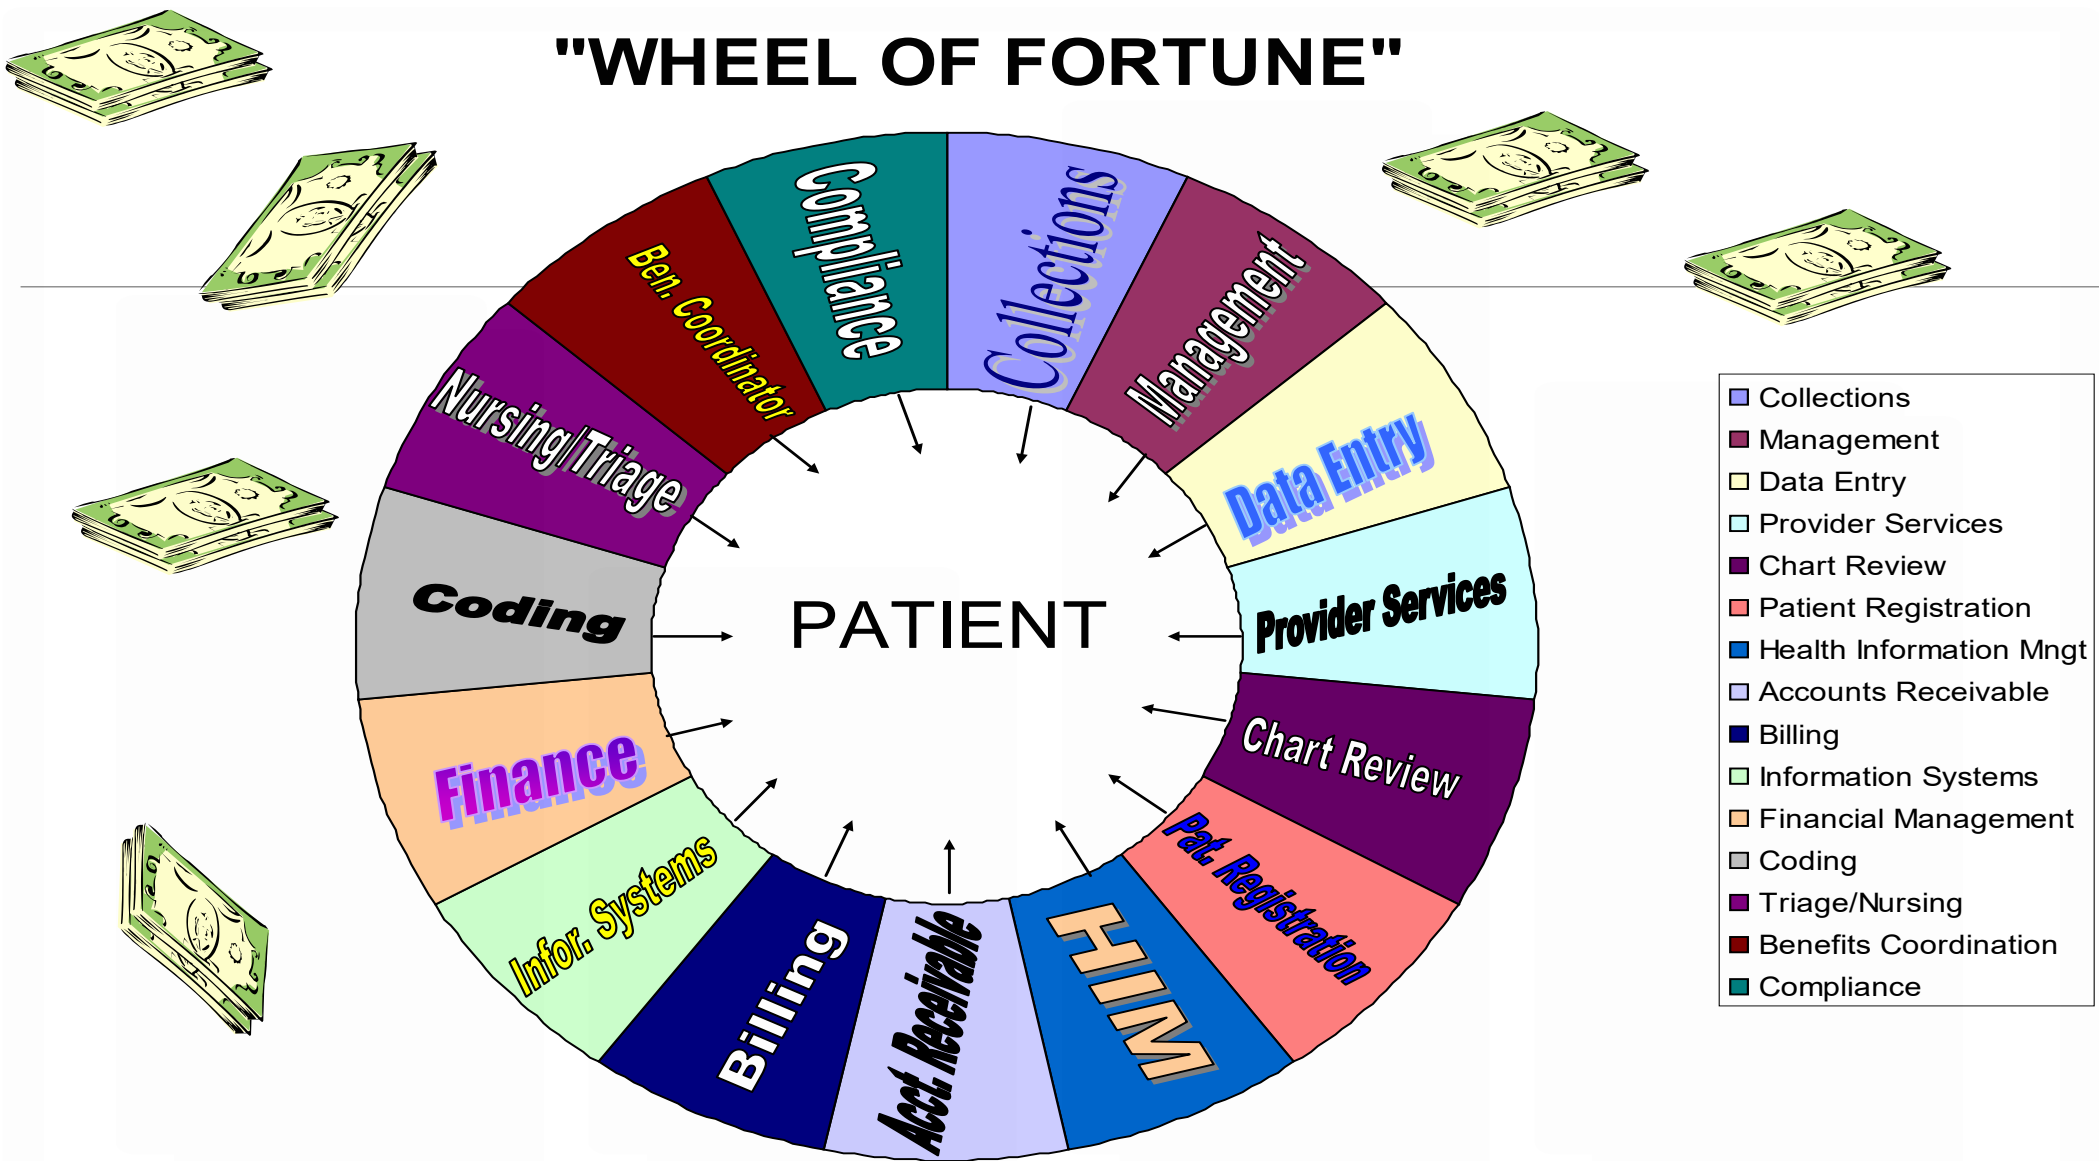 "WHEEL OF FORTUNE"
Compliance
Collections
Management
Data Entry
Provider Services
Chart Review
Pat. Registration
HIM
Acct. Receivable
Billing
Infor. Systems
Finance
Coding
Nursing/Triage
Ben. Coordinator
PATIENT
Collections
Management
Data Entry
Provider Services
Chart Review
Patient Registration
Health Information Mngt
Accounts Receivable
Billing
Information Systems
Financial Management
Coding
Triage/Nursing
Benefits Coordination
Compliance